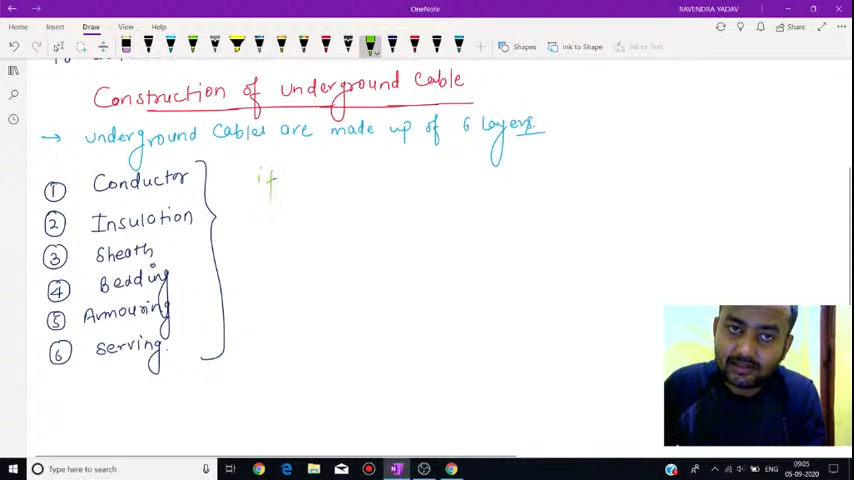 OneNote
RAVENDRA YADAV
Home Insert Draw View Help
Share
Shapes Ink to Shape Ink to Text
Construction of underground Cable
→ underground Cables are made up of 6 layers.
1 Conductor
if
2 Insulation
3 Sheath
4 Bedding
5 Armouring
6 Serving.
Type here to search
ENG
09:05
05-09-2020